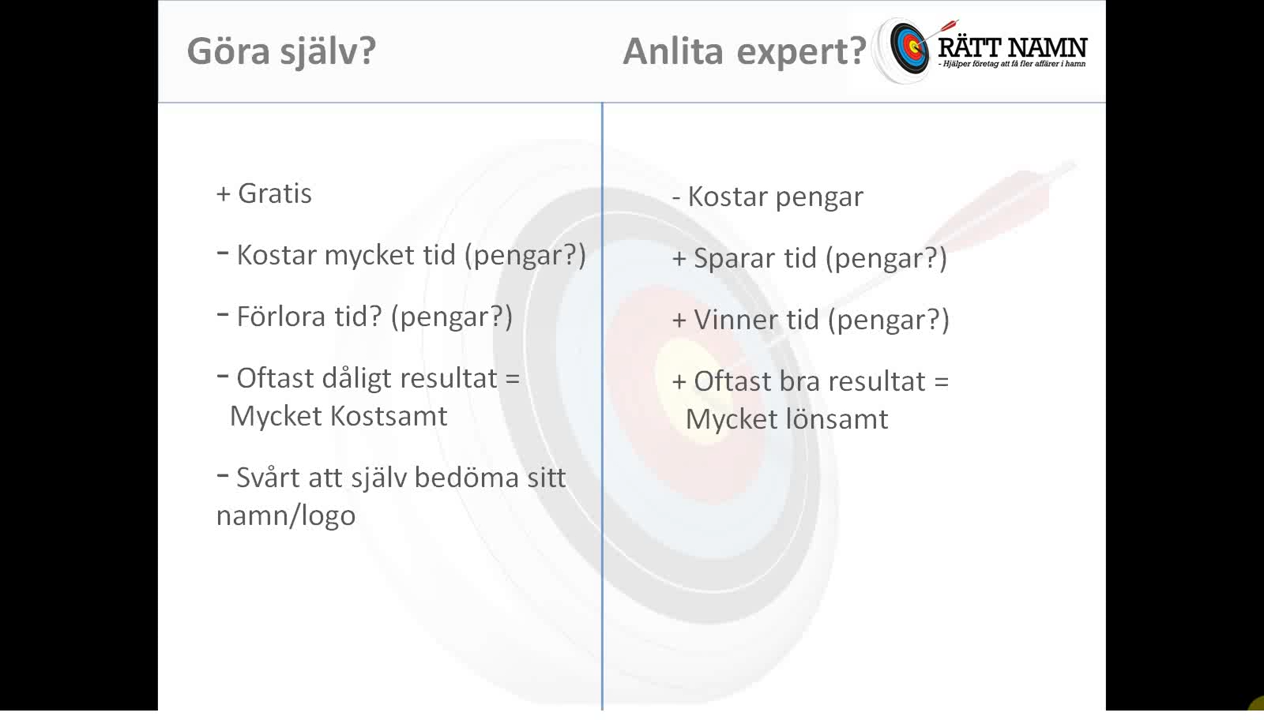 Göra själv?
Anlita expert?
RÄTT NAMN
- Hjälper företag att få fler affärer i hamn
+ Gratis
- Kostar mycket tid (pengar?)
- Förlora tid? (pengar?)
- Oftast dåligt resultat =
Mycket Kostsamt
- Svårt att själv bedöma sitt
namn/logo
- Kostar pengar
+ Sparar tid (pengar?)
+ Vinner tid (pengar?)
+ Oftast bra resultat =
Mycket lönsamt